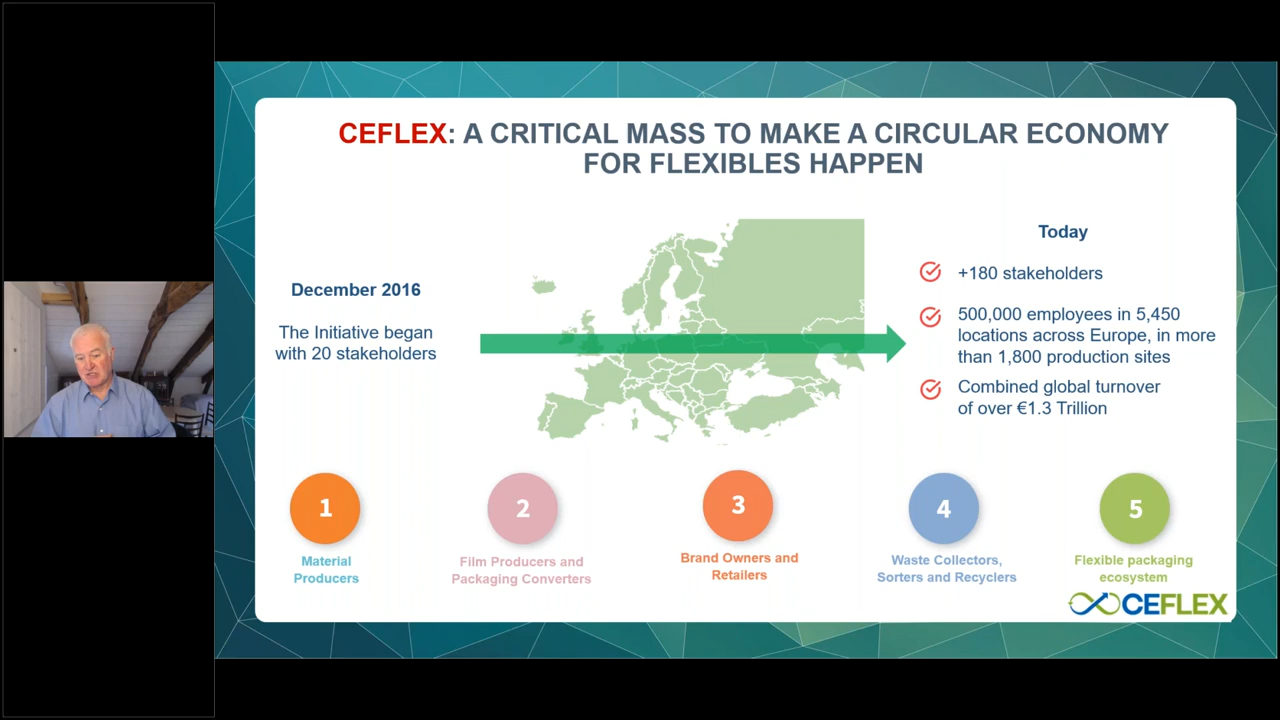 CEFLEX: A CRITICAL MASS TO MAKE A CIRCULAR ECONOMY
FOR FLEXIBLES HAPPEN
December 2016
The Initiative began
with 20 stakeholders
Today
+180 stakeholders
500,000 employees in 5,450
locations across Europe, in more
than 1,800 production sites
Combined global turnover
of over €1.3 Trillion
1
Material
Producers
2
Film Producers and
Packaging Converters
3
Brand Owners and
Retailers
4
Waste Collectors,
Sorters and Recyclers
5
Flexible packaging
ecosystem
CEFLEX